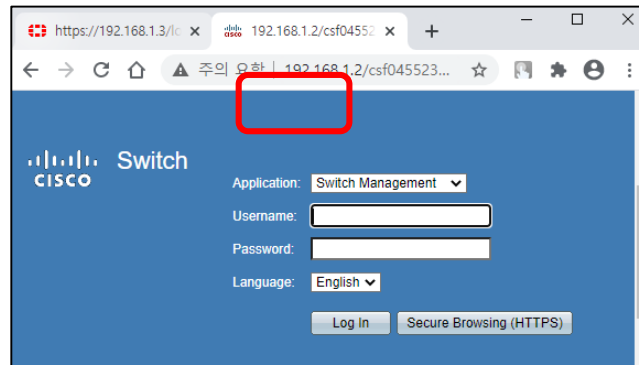 https://192.168.1.3/lo
192.168.1.2/csf04552
주의 요함 | 192.168.1.2/csf045523...
cisco Switch
Application: Switch Management
Username:
Password:
Language: English
Log In Secure Browsing (HTTPS)